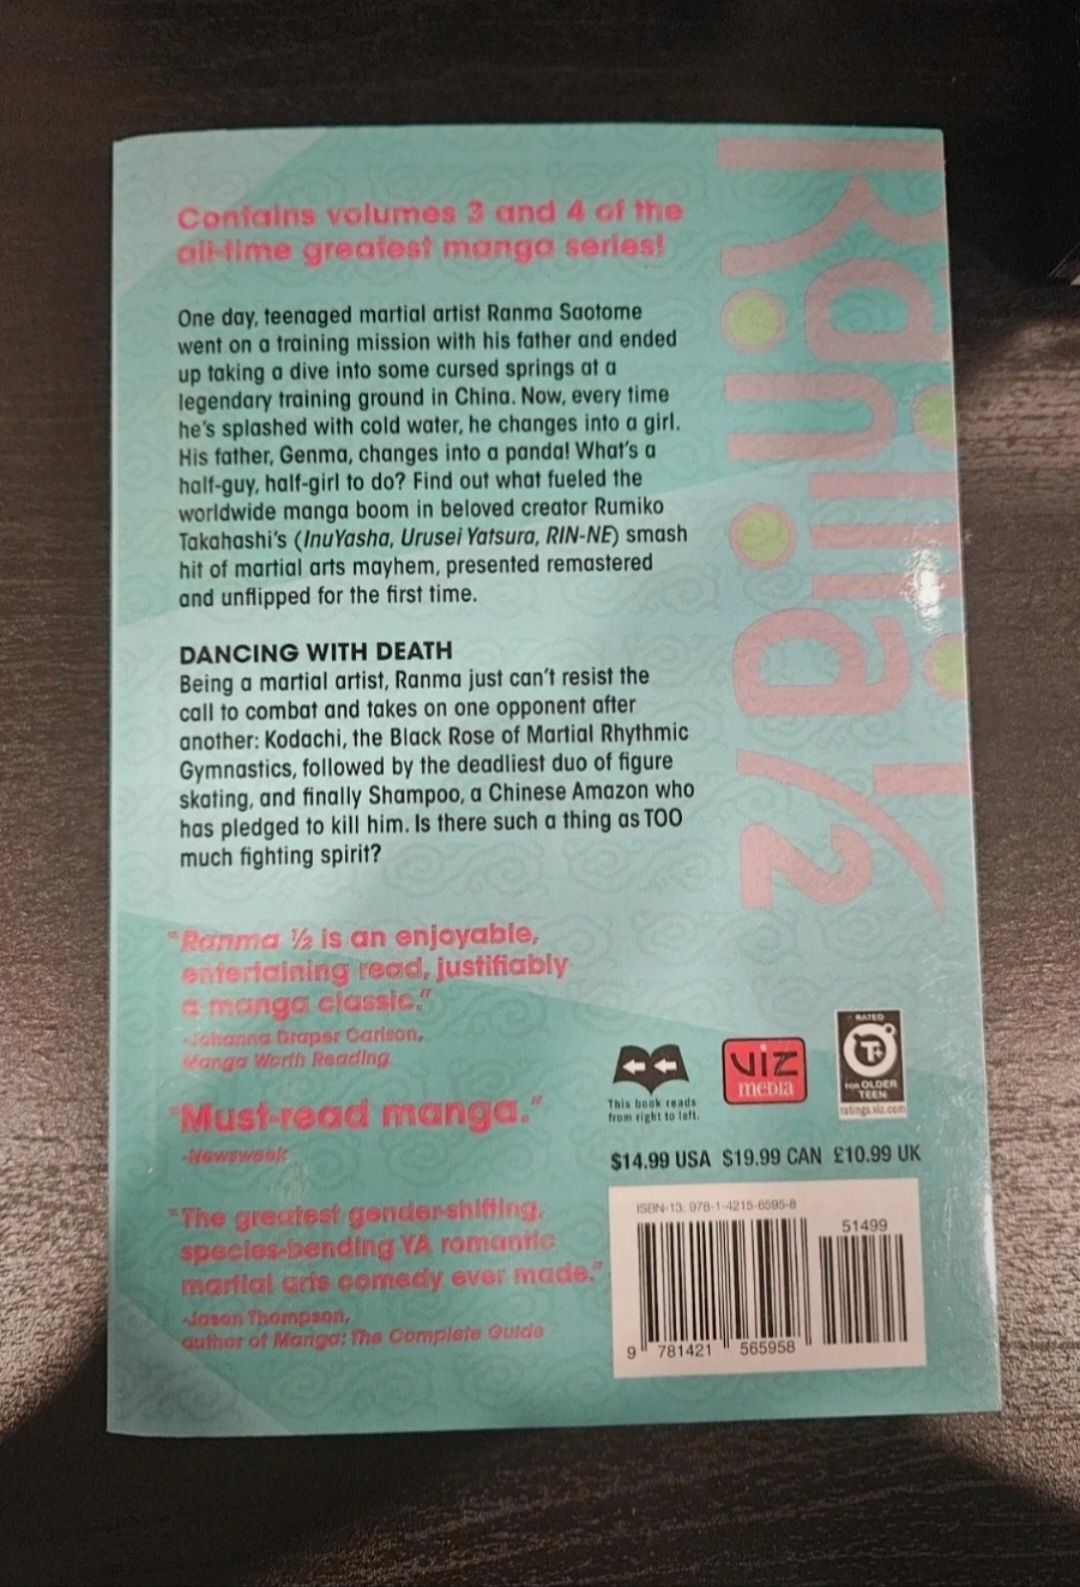 Contains volumes 3 and 4 of the
all-time greatest manga series!
One day, teenaged martial artist Ranma Saotome
went on a training mission with his father and ended
up taking a dive into some cursed springs at a
legendary training ground in China. Now, every time
he's splashed with cold water, he changes into a girl.
His father, Genma, changes into a panda! What's a
half-guy, half-girl to do? Find out what fueled the
worldwide manga boom in beloved creator Rumiko
Takahashi's (InuYasha, Urusei Yatsura, RIN-NE) smash
hit of martial arts mayhem, presented remastered
and unflipped for the first time.
DANCING WITH DEATH
Being a martial artist, Ranma just can't resist the
call to combat and takes on one opponent after
another: Kodachi, the Black Rose of Martial Rhythmic
Gymnastics, followed by the deadliest duo of figure
skating, and finally Shampoo, a Chinese Amazon who
has pledged to kill him. Is there such a thing as TOO
much fighting spirit?
"Ranma ½ is an enjoyable,
entertaining read, justifiably
a manga classic."
-Johanna Draper Carlson,
Manga Worth Reading
"Must-read manga."
-Newsweek
"The greatest gender-shifting,
species-bending YA romantic
martial arts comedy ever made."
-Jason Thompson,
author of Manga: The Complete Guide
Ranma 1/2
This book reads
from right to left.
VIZ
media
RATED
T+
FOR OLDER
TEEN
ratings.viz.com
$14.99 USA $19.99 CAN £10.99 UK
ISBN-13: 978-1-4215-6595-8
51499
9 781421 565958